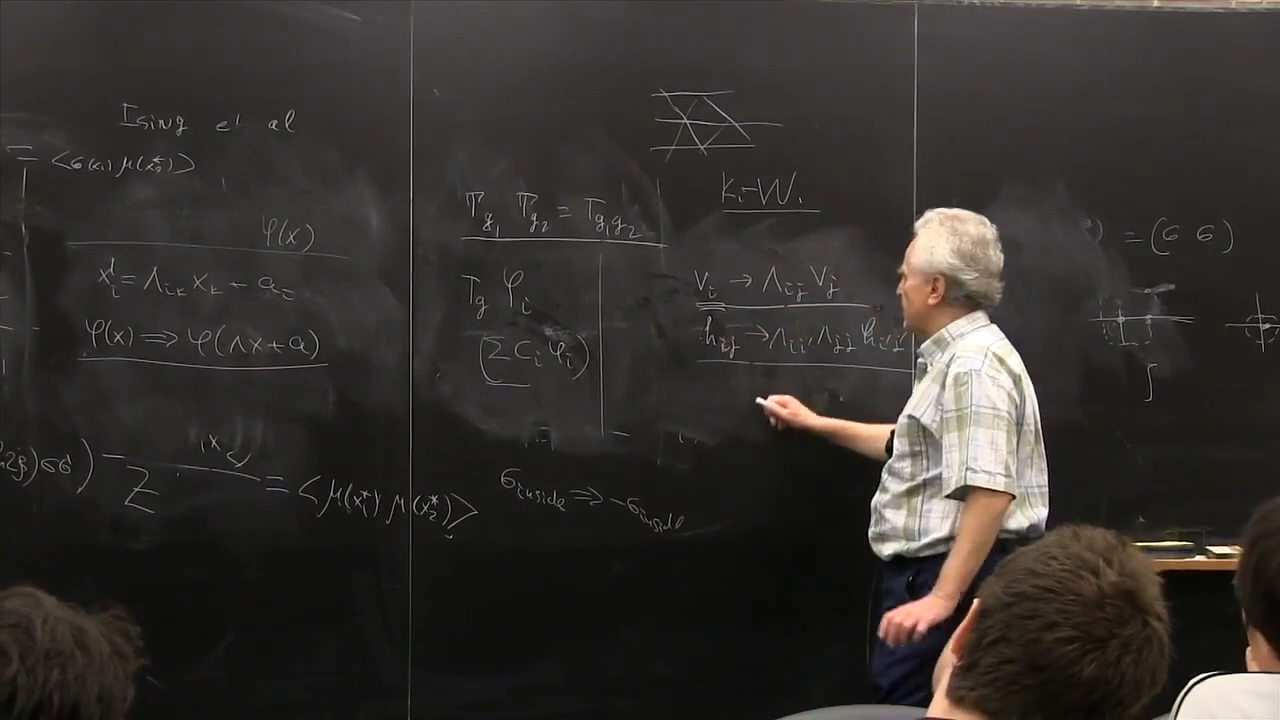 Ising et al
= <σ(x₁) μ(x₂*)>
φ(x)
x'ᵢ = Λᵢₖ xₖ + aᵢ
φ(x) ⇒ φ(Λx+a)
Z
= <μ(x₁*) μ(x₂*)>
T_g₁ T_g₂ = T_g₁g₂
T_g φᵢ
(Σ Cᵢ φᵢ)
σ_inside ⇒ -σ_inside
Vᵢ → Λᵢⱼ Vⱼ
hᵢⱼ → Λᵢᵢ' Λⱼⱼ' hᵢ'ⱼ'
= (σ σ)
∫